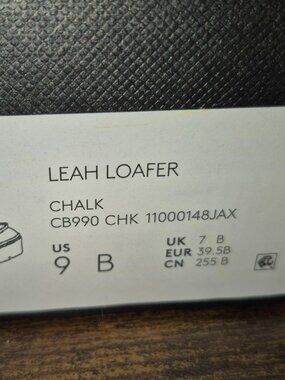 LEAH LOAFER
CHALK
CB990 CHK 11000148JAX
US
9 B
UK 7 B
EUR 39.5B
CN 255 B